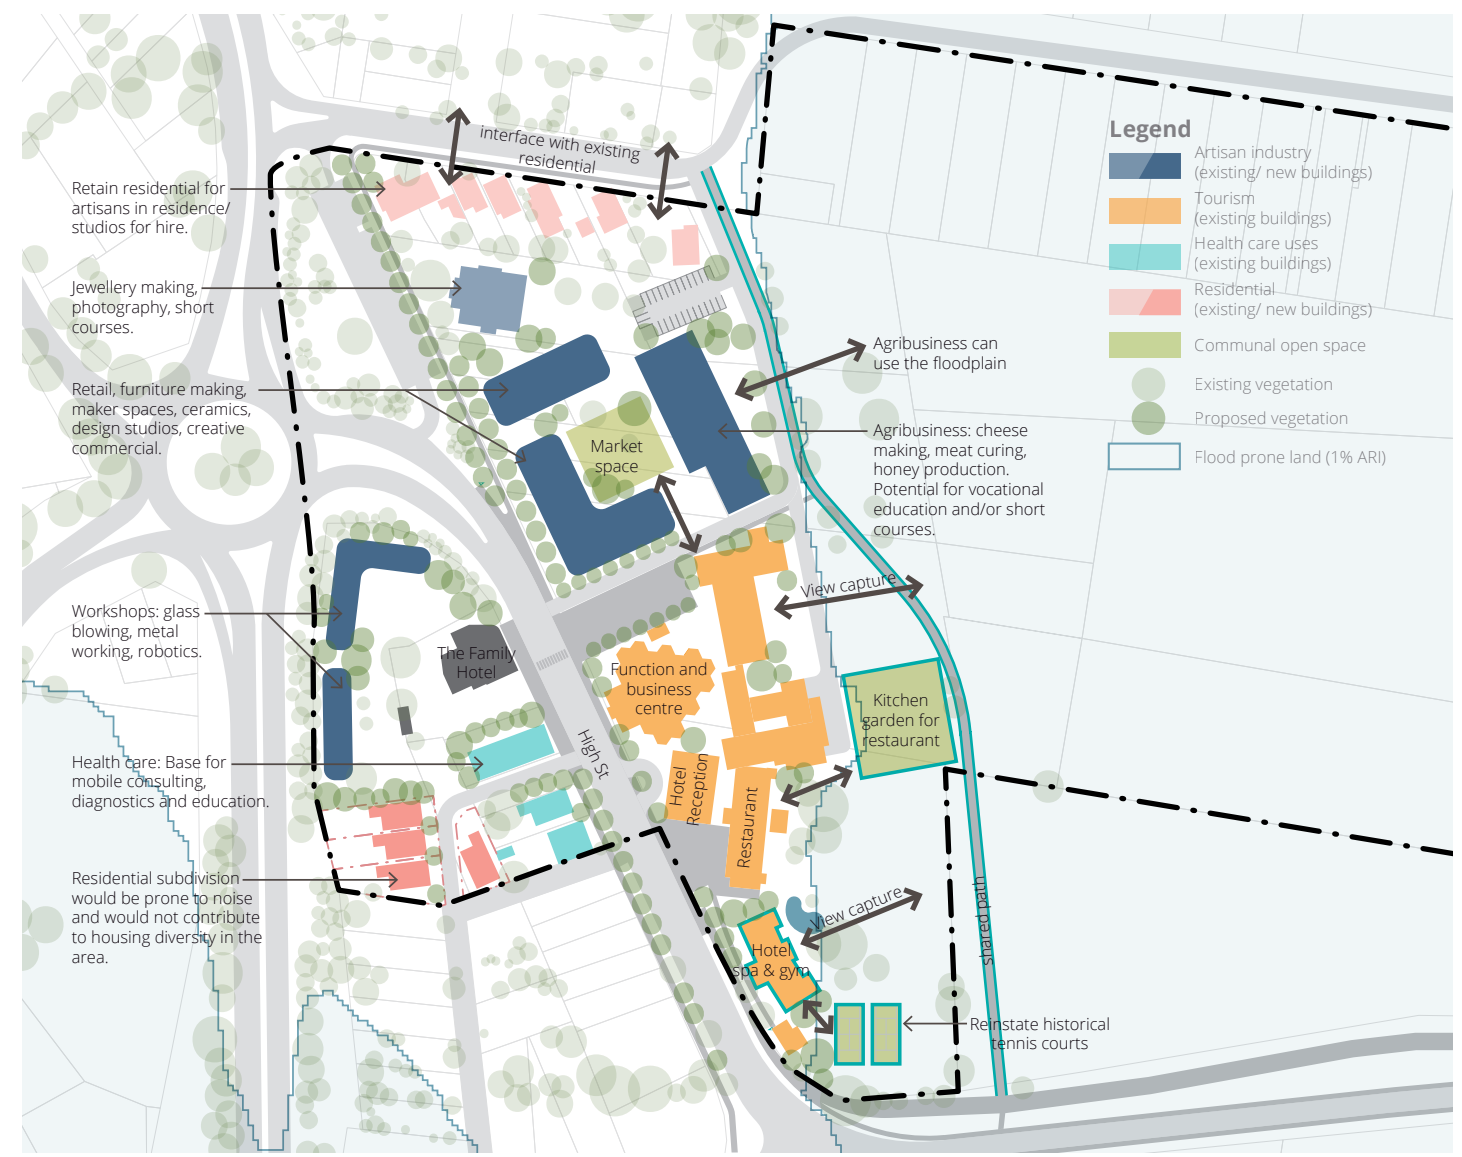 interface with existing
residential
Retain residential for
artisans in residence/
studios for hire.
Jewellery making,
photography, short
courses.
Retail, furniture making,
maker spaces, ceramics,
design studios, creative
commercial.
Workshops: glass
blowing, metal
working, robotics.
Health care: Base for
mobile consulting,
diagnostics and education.
Residential subdivision
would be prone to noise
and would not contribute
to housing diversity in the
area.
Market
space
The Family
Hotel
Function and
business
centre
High St
Hotel
Reception
Restaurant
Hotel
spa & gym
Kitchen
garden for
restaurant
View capture
View capture
shared path
Reinstate historical
tennis courts
Agribusiness can
use the floodplain
Agribusiness: cheese
making, meat curing,
honey production.
Potential for vocational
education and/or short
courses.
Legend
Artisan industry
(existing/ new buildings)
Tourism
(existing buildings)
Health care uses
(existing buildings)
Residential
(existing/ new buildings)
Communal open space
Existing vegetation
Proposed vegetation
Flood prone land (1% ARI)